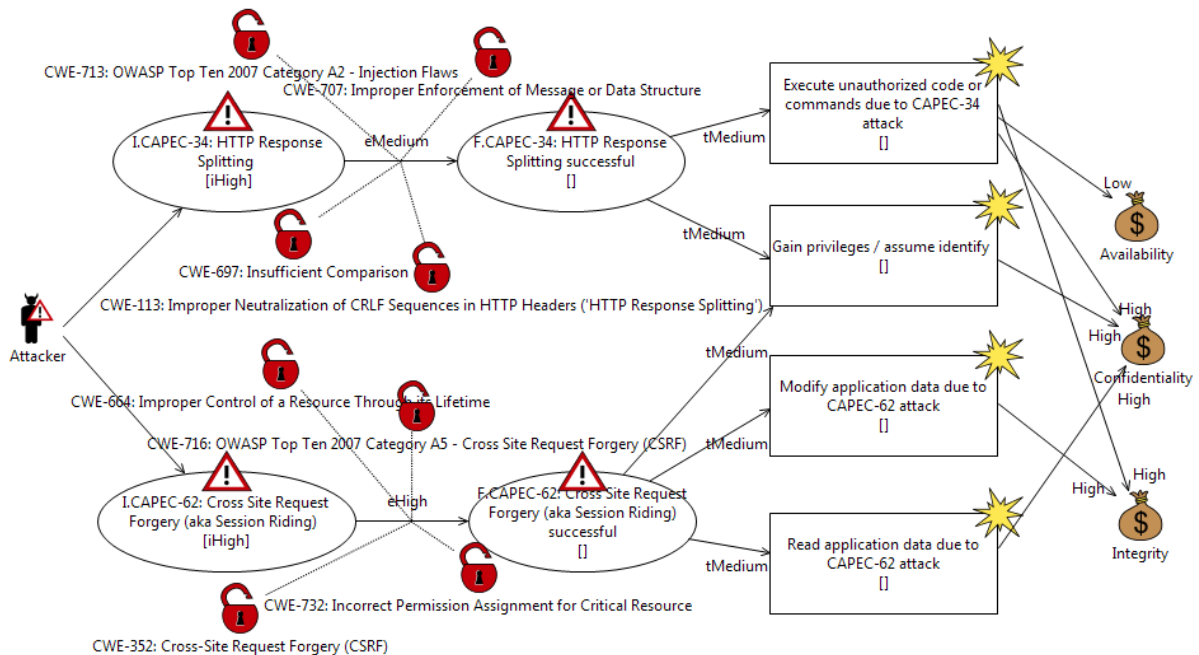 CWE-713: OWASP Top Ten 2007 Category A2 - Injection Flaws
CWE-707: Improper Enforcement of Message or Data Structure
I.CAPEC-34: HTTP Response
Splitting
[iHigh]
eMedium
F.CAPEC-34: HTTP Response
Splitting successful
[]
tMedium
Execute unauthorized code or
commands due to CAPEC-34
attack
[]
Low
$
Availability
tMedium
Gain privileges / assume identify
[]
CWE-697: Insufficient Comparison
CWE-113: Improper Neutralization of CRLF Sequences in HTTP Headers ('HTTP Response Splitting')
Attacker
High
High
$
Confidentiality
High
tMedium
Modify application data due to
CAPEC-62 attack
[]
CWE-664: Improper Control of a Resource Through its Lifetime
CWE-716: OWASP Top Ten 2007 Category A5 - Cross Site Request Forgery (CSRF)
tMedium
I.CAPEC-62: Cross Site Request
Forgery (aka Session Riding)
[iHigh]
eHigh
F.CAPEC-62: Cross Site Request
Forgery (aka Session Riding)
successful
[]
High
High
$
Integrity
tMedium
Read application data due to
CAPEC-62 attack
[]
CWE-732: Incorrect Permission Assignment for Critical Resource
CWE-352: Cross-Site Request Forgery (CSRF)